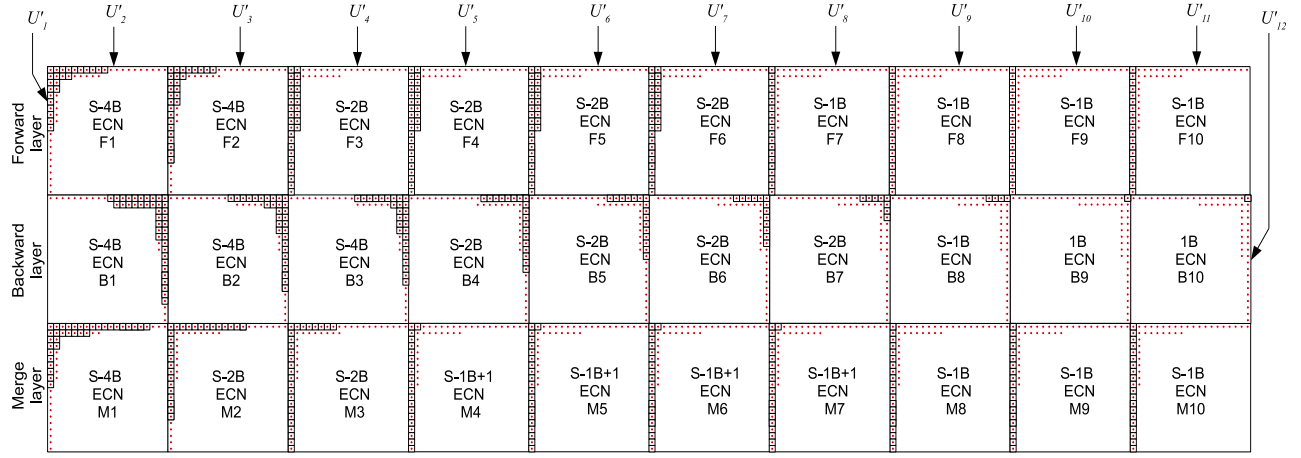 U'₁ U'₂ U'₃ U'₄ U'₅ U'₆ U'₇ U'₈ U'₉ U'₁₀ U'₁₁ U'₁₂
Forward
layer
S-4B S-4B S-2B S-2B S-2B S-2B S-1B S-1B S-1B S-1B
ECN ECN ECN ECN ECN ECN ECN ECN ECN ECN
F1 F2 F3 F4 F5 F6 F7 F8 F9 F10
Backward
layer
S-4B S-4B S-4B S-2B S-2B S-2B S-2B S-1B 1B 1B
ECN ECN ECN ECN ECN ECN ECN ECN ECN ECN
B1 B2 B3 B4 B5 B6 B7 B8 B9 B10
Merge
layer
S-4B S-2B S-2B S-1B+1 S-1B+1 S-1B+1 S-1B+1 S-1B S-1B S-1B
ECN ECN ECN ECN ECN ECN ECN ECN ECN ECN
M1 M2 M3 M4 M5 M6 M7 M8 M9 M10